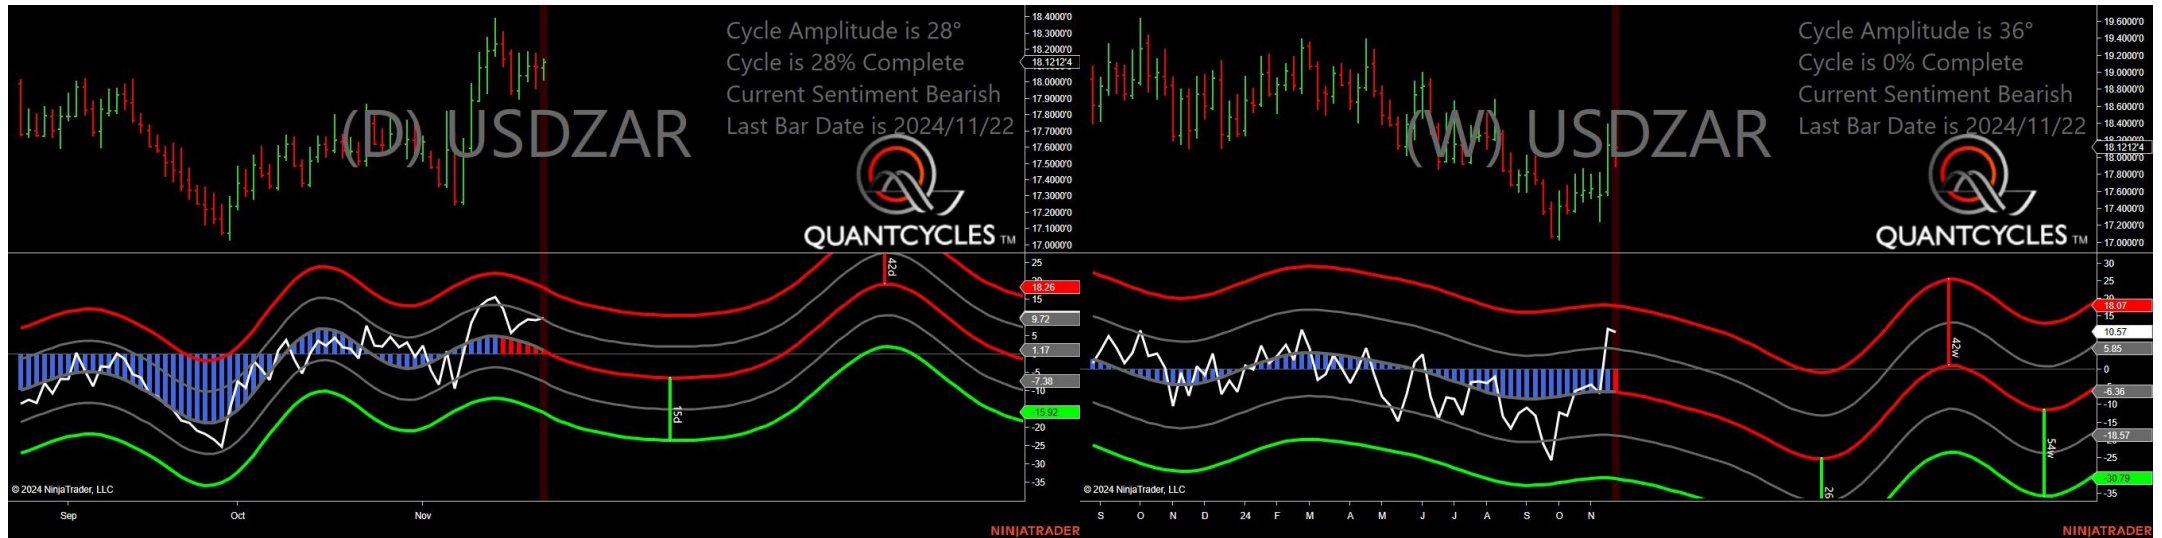 Cycle Amplitude is 28°
Cycle is 28% Complete
Current Sentiment Bearish
Last Bar Date is 2024/11/22
(D) USDZAR
QUANTCYCLES TM
18.4000'0
18.3000'0
18.2000'0
18.1212'4
18.0000'0
17.9000'0
17.8000'0
17.7000'0
17.6000'0
17.5000'0
17.4000'0
17.3000'0
17.2000'0
17.1000'0
17.0000'0
42d
15d
25
18.26
15
9.72
5
1.17
-5
-7.38
-10
-15.92
-20
-25
-30
-35
© 2024 NinjaTrader, LLC
Sep Oct Nov
NINJATRADER
Cycle Amplitude is 36°
Cycle is 0% Complete
Current Sentiment Bearish
Last Bar Date is 2024/11/22
(W) USDZAR
QUANTCYCLES TM
19.6000'0
19.4000'0
19.2000'0
19.0000'0
18.8000'0
18.6000'0
18.4000'0
18.2000'0
18.1212'4
18.0000'0
17.6000'0
17.4000'0
17.2000'0
17.0000'0
42w
54w
26
30
25
18.07
15
10.57
5.85
0
-6.36
-10
-18.57
-25
-30.79
-35
© 2024 NinjaTrader, LLC
S O N D 24 F M A M J J A S O N
NINJATRADER